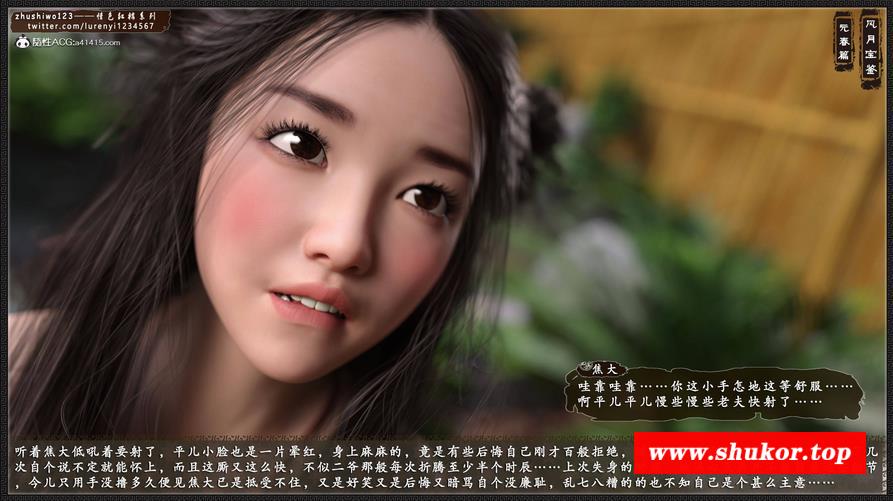 zhushiwo123——情色红楼系列
twitter.com/lurenyi1234567
隨性ACG:a41415.com
风月宝鉴
元春篇
焦大
哇靠哇靠……你这小手怎地这等舒服……
啊平儿平儿慢些慢些老夫快射了……
听着焦大低吼着要射了，平儿小脸也是一片晕红，身上麻麻的，竟是有些后悔自己刚才百般拒绝，
几
www.shukor.top
次自个说不定就能怀上，而且这厮又这么快，不似二爷那般每次折腾至少半个时辰……上次失身的
节
，今儿只用手没撸多久便见焦大已是抵受不住，又是好笑又是后悔又暗骂自个没廉耻，乱七八糟的的也不知自己是个甚么主意……